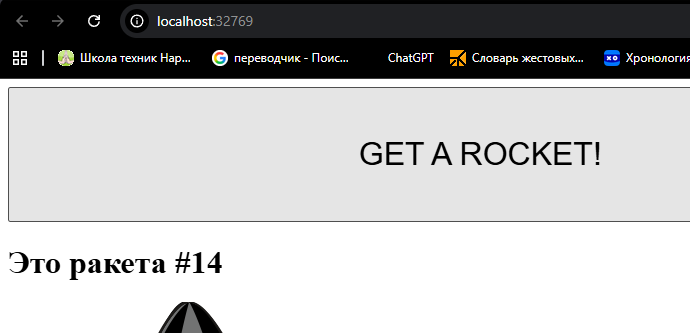 localhost:32769
Школа техник Нар... переводчик - Поис... ChatGPT Словарь жестовых... Хронология
GET A ROCKET!
Это ракета #14